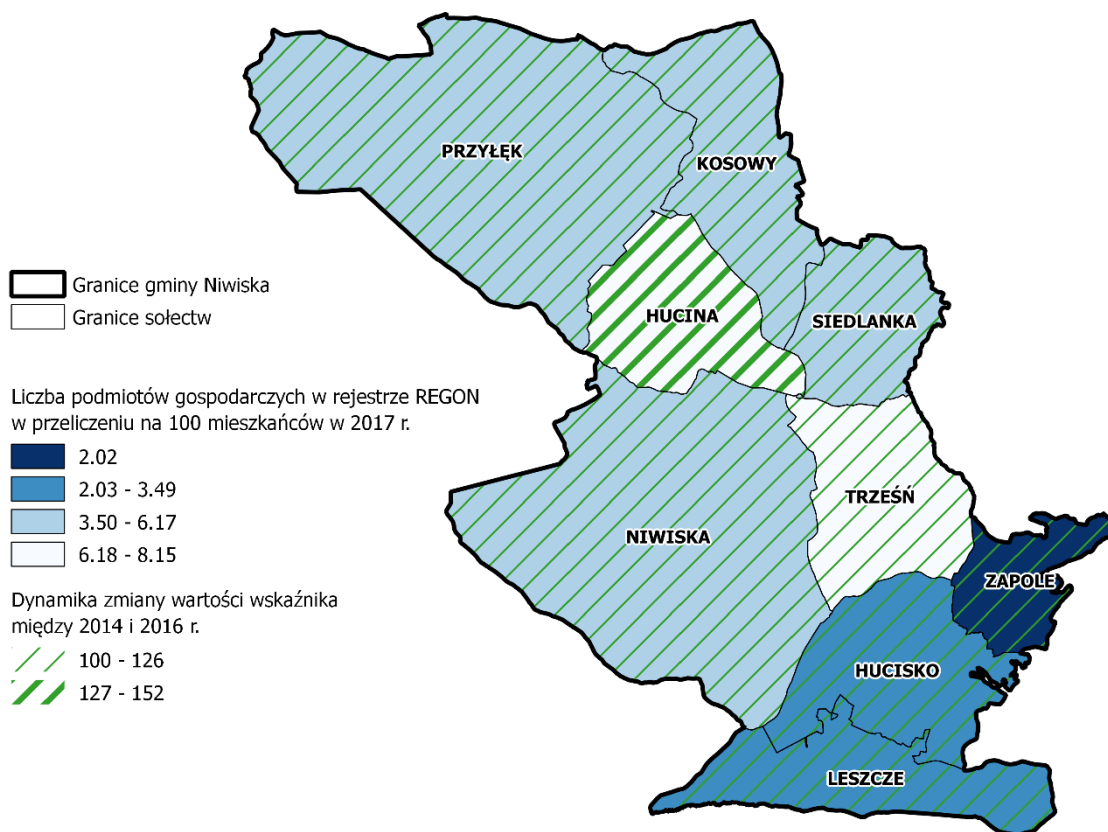 PRZYŁĘK
KOSOWY
HUCINA
SIEDLANKA
TRZEŚŃ
NIWISKA
ZAPOLE
HUCISKO
LESZCZE
Granice gminy Niwiska
Granice sołectw
Liczba podmiotów gospodarczych w rejestrze REGON
w przeliczeniu na 100 mieszkańców w 2017 r.
2.02
2.03 - 3.49
3.50 - 6.17
6.18 - 8.15
Dynamika zmiany wartości wskaźnika
między 2014 i 2016 r.
100 - 126
127 - 152